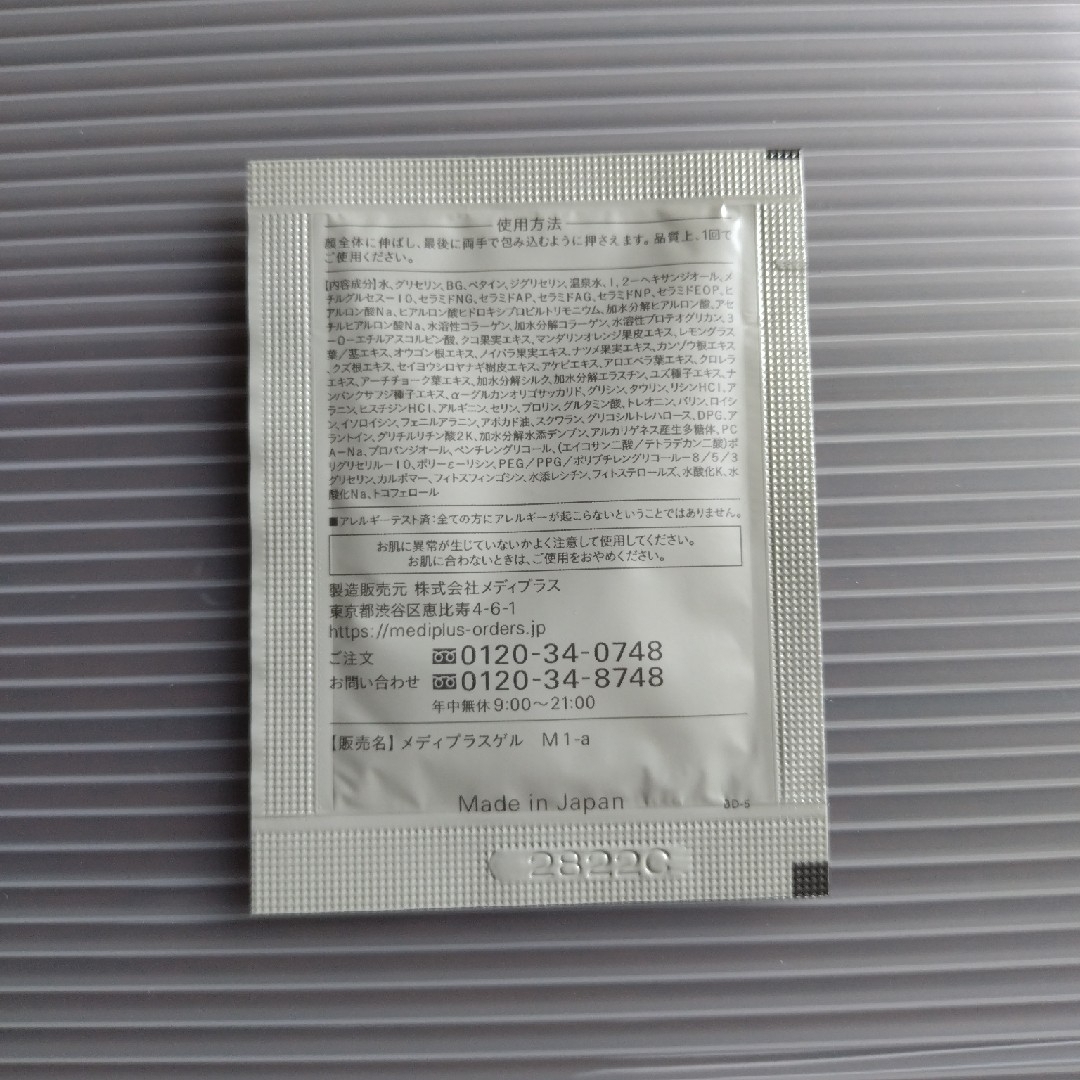 使用方法
顔全体に伸ばし、最後に両手で包み込むように押さえます。品質上、1回で
ご使用ください。
【内容成分】水、グリセリン、BG、ベタイン、ジグリセリン、温泉水、1,2-ヘキサンジオール、メ
チルグルセス-10、セラミドNG、セラミドAP、セラミドAG、セラミドNP、セラミドEOP、ヒ
アルロン酸Na、ヒアルロン酸ヒドロキシプロピルトリモニウム、加水分解ヒアルロン酸、アセ
チルヒアルロン酸Na、水溶性コラーゲン、加水分解コラーゲン、水溶性プロテオグリカン、3
-O-エチルアスコルビン酸、タコ果実エキス、マンダリンオレンジ果皮エキス、レモングラス
葉/茎エキス、オウゴン根エキス、ノイバラ果実エキス、ナツメ果実エキス、カンゾウ根エキス
、クズ根エキス、セイヨウシロヤナギ樹皮エキス、アケビエキス、アロエベラ葉エキス、クロレラ
エキス、アーチチョーク葉エキス、加水分解シルク、加水分解エラスチン、ユズ種子エキス、ナ
ンバンクサフジ種子エキス、α-グルカンオリゴサッカリド、グリシン、タウリン、リシンHCl、ア
ラニン、ヒスチジンHCl、アルギニン、セリン、プロリン、グルタミン酸、トレオニン、バリン、ロイシ
ン、イソロイシン、フェニルアラニン、アボカド油、スクワラン、グリコシルトレハロース、DPG、ア
ラントイン、グリチルリチン酸2K、加水分解水添デンプン、アルカリゲネス産生多糖体、PC
A-Na、プロパンジオール、ペンチレングリコール、(エイコサン二酸/テトラデカン二酸)ポ
リグリセリル-10、ポリ-ε-リシン、PEG/PPG/ポリブチレングリコール-8/5/3
グリセリン、カルボマー、フィトスフィンゴシン、水添レシチン、フィトステロールズ、水酸化K、水
酸化Na、トコフェロール
■アレルギーテスト済:全ての方にアレルギーが起こらないということではありません。
お肌に異常が生じていないかよく注意して使用してください。
お肌に合わないときは、ご使用をおやめください。
製造販売元 株式会社メディプラス
東京都渋谷区恵比寿4-6-1
https://mediplus-orders.jp
ご注文 0120-34-0748
お問い合わせ 0120-34-8748
年中無休9:00〜21:00
【販売名】メディプラスゲル M1-a
Made in Japan
2822C